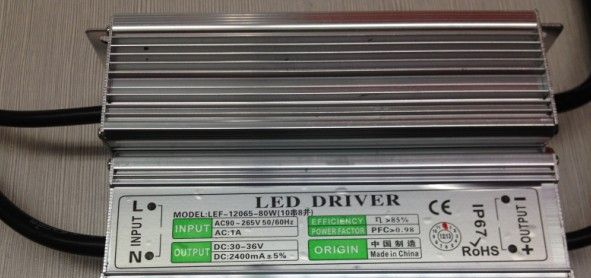 LED DRIVER
MODEL:LEF-12065-80W(10串8并)
L
N
INPUT
INPUT
AC90-265V 50/60Hz
AC:1A
OUTPUT
DC:30-36V
DC:2400mA±5%
EFFICIENCY
POWER FACTOR
η>85%
PFC>0.98
ORIGIN
中国制造
Made in China
IP67
RoHS
OUTPUT
+